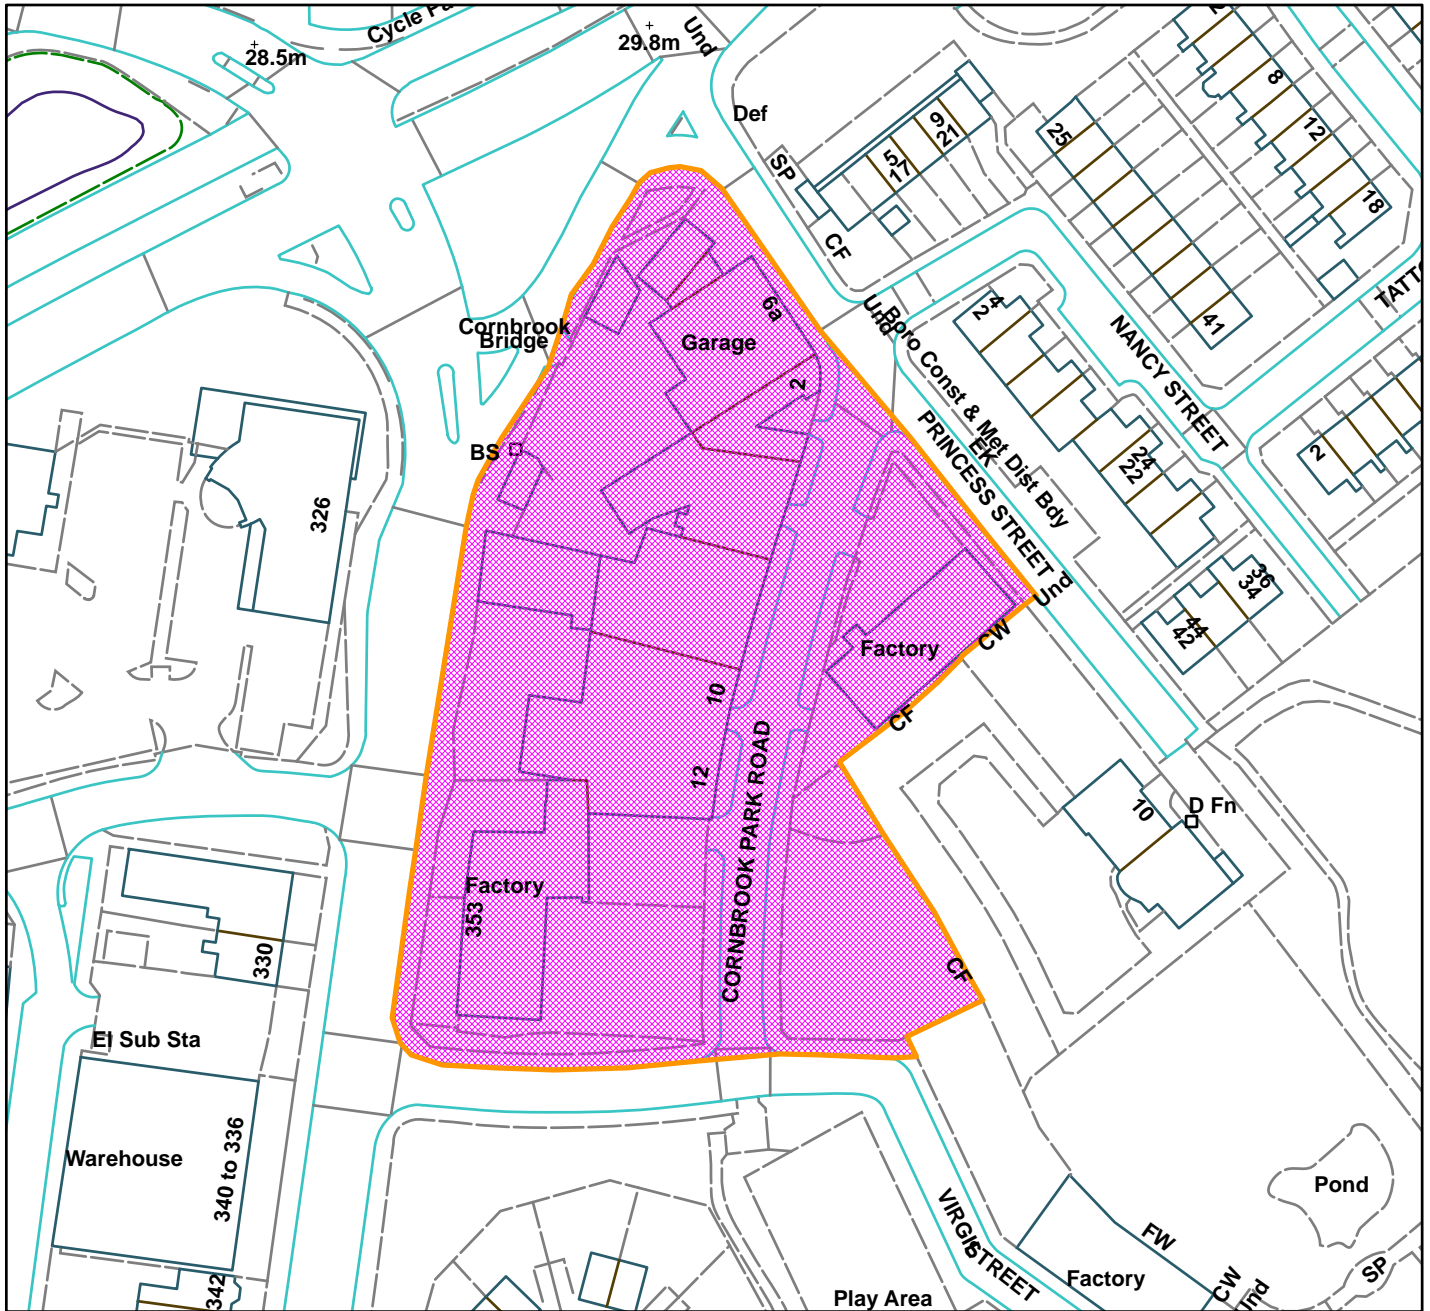 Cycle Pa
28.5m
29.8m
Und
Def
SP
CF
9
21
5
17
25
41
2
8
12
18
TATTO
Cornbrook
Bridge
6a
Garage
2
Und
Boro Const & Met Dist Bdy
EK
4
2
NANCY STREET
PRINCESS STREET
24
22
2
BS
326
36
34
44
42
Und
CW
Factory
CF
10
12
CORNBROOK PARK ROAD
10
D Fn
Factory
353
330
CF
El Sub Sta
Warehouse
340 to 336
342
VIRGIL STREET
Pond
FW
Factory
CW
Und
SP
Play Area